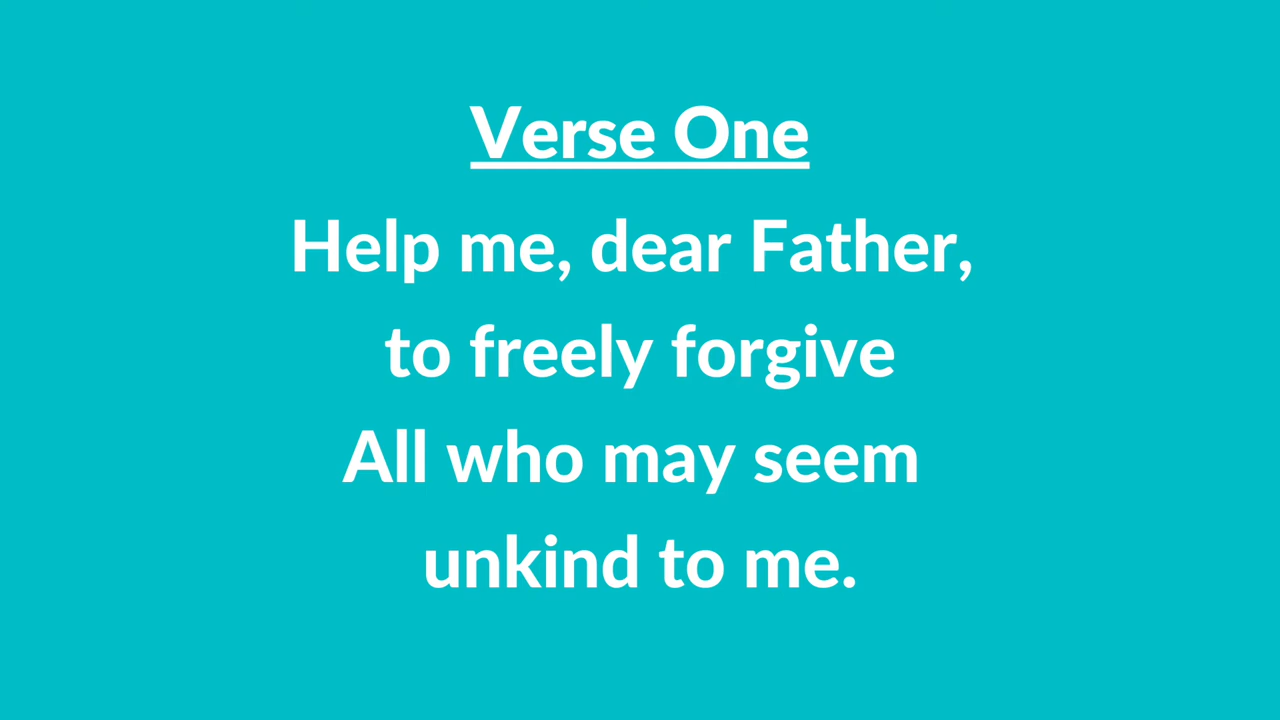 Verse One
Help me, dear Father,
to freely forgive
All who may seem
unkind to me.